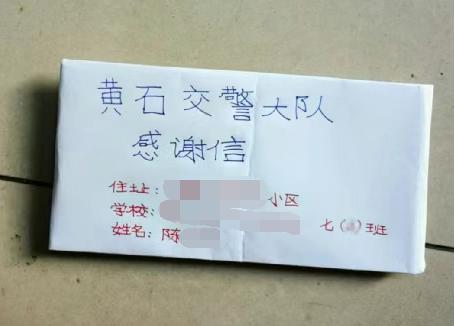 黄石交警大队
感谢信
住址: 小区
学校: 七( )班
姓名: 陈